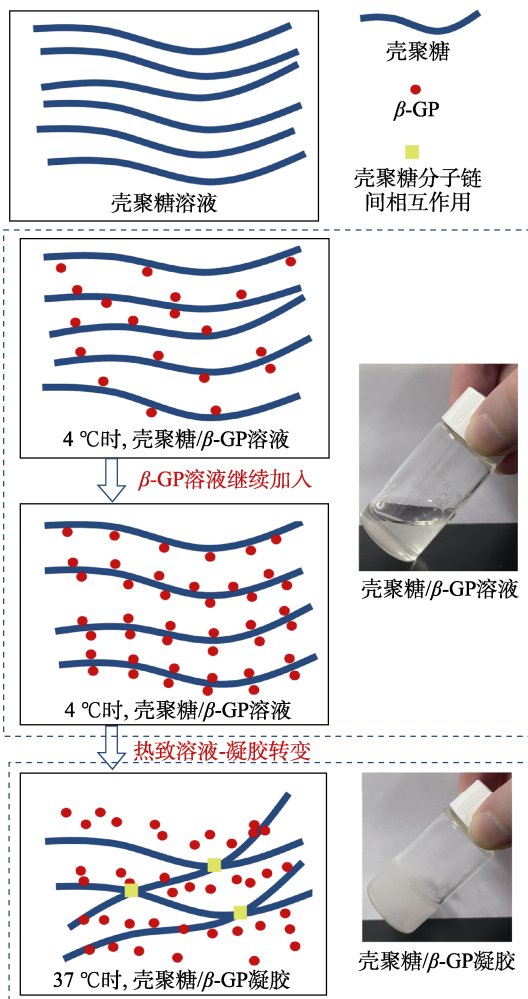 壳聚糖
β-GP
壳聚糖分子链
间相互作用
壳聚糖溶液
4 ℃时, 壳聚糖/β-GP溶液
β-GP溶液继续加入
壳聚糖/β-GP溶液
4 ℃时, 壳聚糖/β-GP溶液
热致溶液-凝胶转变
壳聚糖/β-GP凝胶
37 ℃时, 壳聚糖/β-GP凝胶